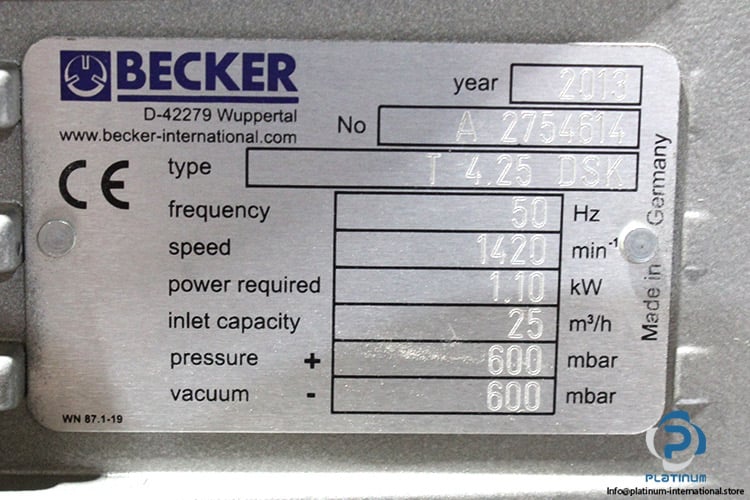 BECKER
D-42279 Wuppertal
www.becker-international.com
year 2013
No A 2754614
type T 4.25 DSK
frequency 50 Hz
speed 1420 min-1
power required 1.10 kW
inlet capacity 25 m³/h
pressure + 600 mbar
vacuum - 600 mbar
WN 87.1-19
CE
Made in Germany
PLATINUM
Info@platinum-international.store